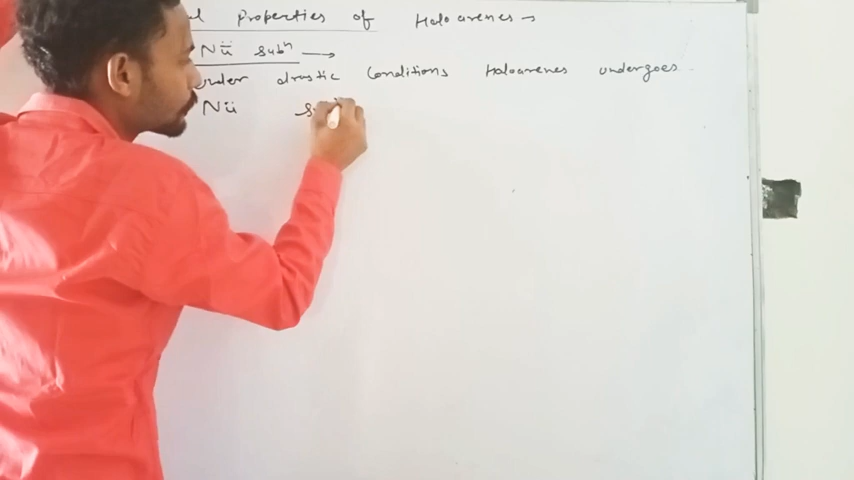 properties of Haloarenes →
Nü subⁿ →
under drastic Conditions Haloarenes undergoes
Nü